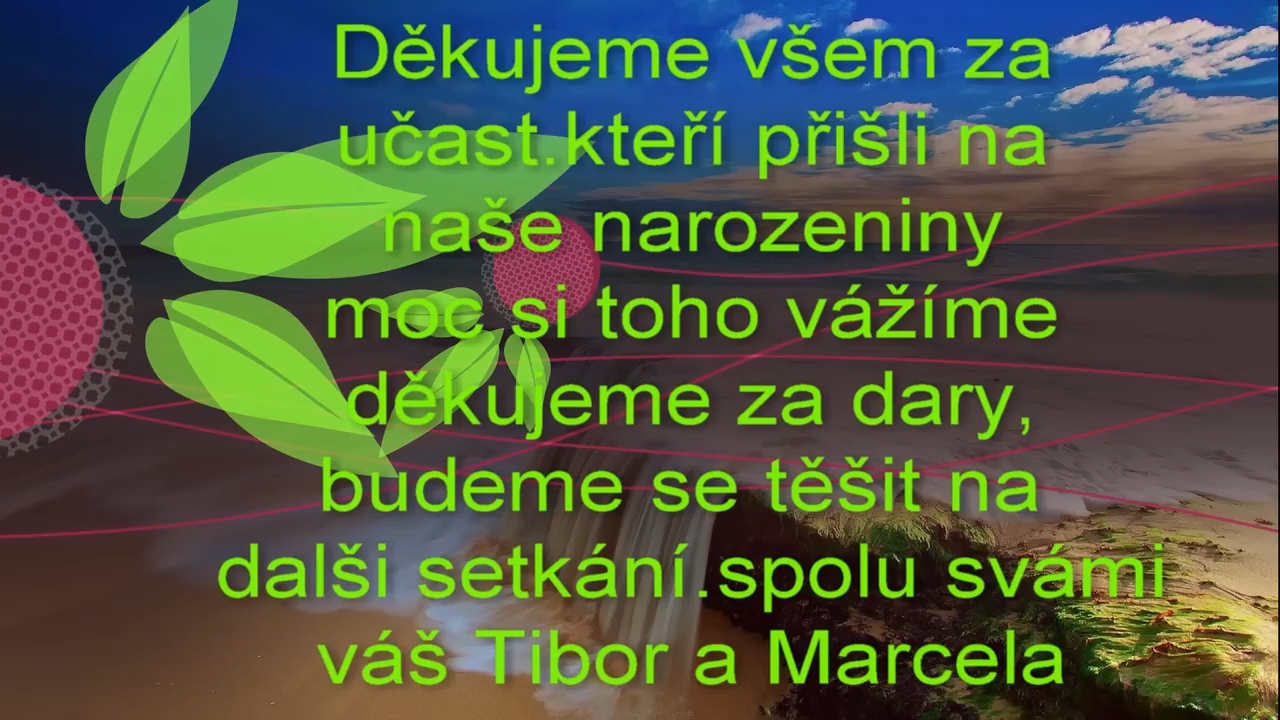 Děkujeme všem za
učast.kteří přišli na
naše narozeniny
moc si toho vážíme
děkujeme za dary,
budeme se těšit na
dalši setkání.spolu svámi
váš Tibor a Marcela